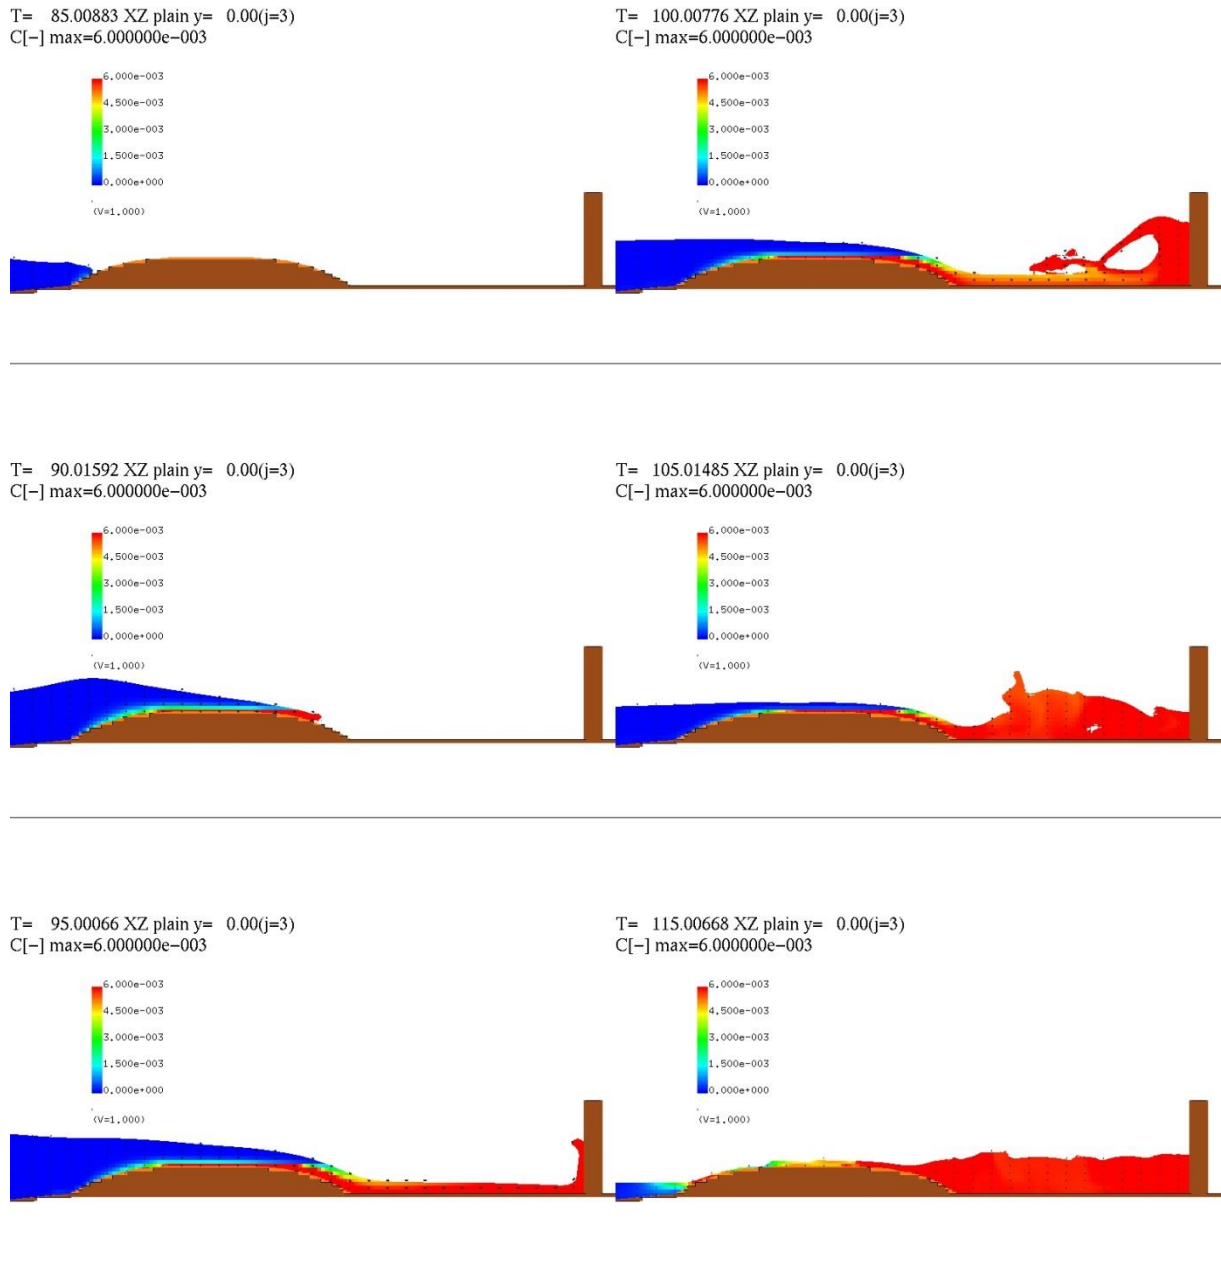 T= 85.00883 XZ plain y= 0.00(j=3)
C[−] max=6.000000e−003
6.000e-003
4.500e-003
3.000e-003
1.500e-003
0.000e+000
(V=1.000)
T= 100.00776 XZ plain y= 0.00(j=3)
C[−] max=6.000000e−003
6.000e-003
4.500e-003
3.000e-003
1.500e-003
0.000e+000
(V=1.000)
T= 90.01592 XZ plain y= 0.00(j=3)
C[−] max=6.000000e−003
6.000e-003
4.500e-003
3.000e-003
1.500e-003
0.000e+000
(V=1.000)
T= 105.01485 XZ plain y= 0.00(j=3)
C[−] max=6.000000e−003
6.000e-003
4.500e-003
3.000e-003
1.500e-003
0.000e+000
(V=1.000)
T= 95.00066 XZ plain y= 0.00(j=3)
C[−] max=6.000000e−003
6.000e-003
4.500e-003
3.000e-003
1.500e-003
0.000e+000
(V=1.000)
T= 115.00668 XZ plain y= 0.00(j=3)
C[−] max=6.000000e−003
6.000e-003
4.500e-003
3.000e-003
1.500e-003
0.000e+000
(V=1.000)